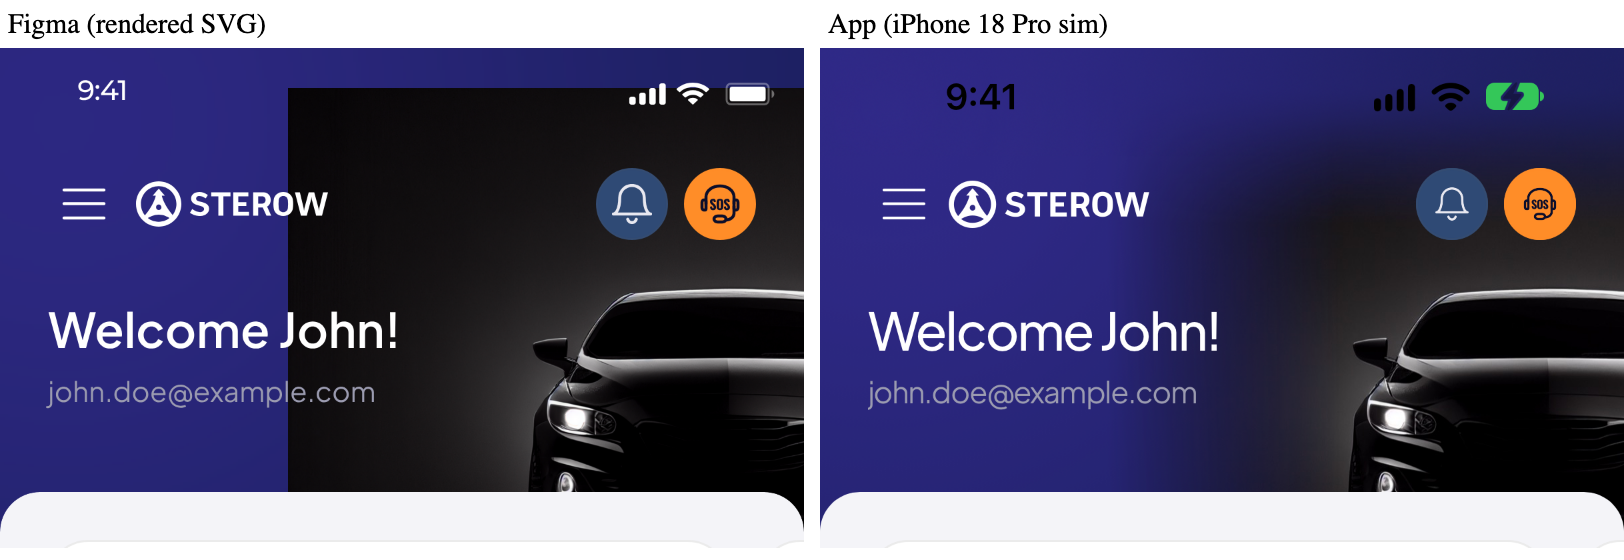 Figma (rendered SVG)
9:41
STEROW
SOS
Welcome John!
john.doe@example.com
App (iPhone 18 Pro sim)
9:41
STEROW
SOS
Welcome John!
john.doe@example.com